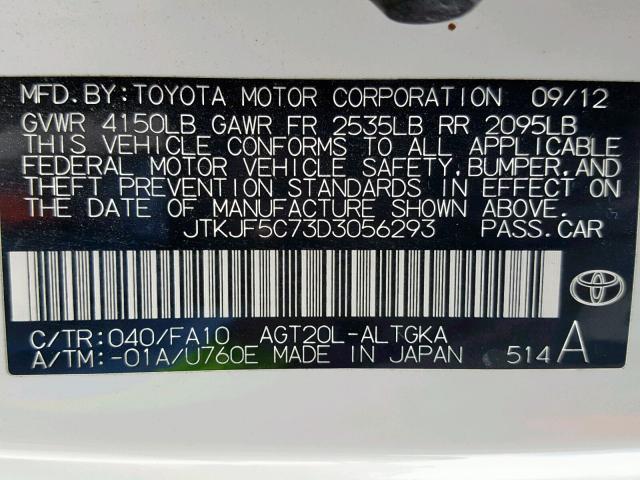 MFD.BY:TOYOTA MOTOR CORPORATION 09/12
GVWR 4150LB GAWR FR 2535LB RR 2095LB
THIS VEHICLE CONFORMS TO ALL APPLICABLE
FEDERAL MOTOR VEHICLE SAFETY,BUMPER,AND
THEFT PREVENTION STANDARDS IN EFFECT ON
THE DATE OF MANUFACTURE SHOWN ABOVE.
JTKJF5C73D3056293 PASS.CAR
C/TR:040/FA10 AGT20L-ALTGKA
A/TM:-01A/U760E MADE IN JAPAN 514 A